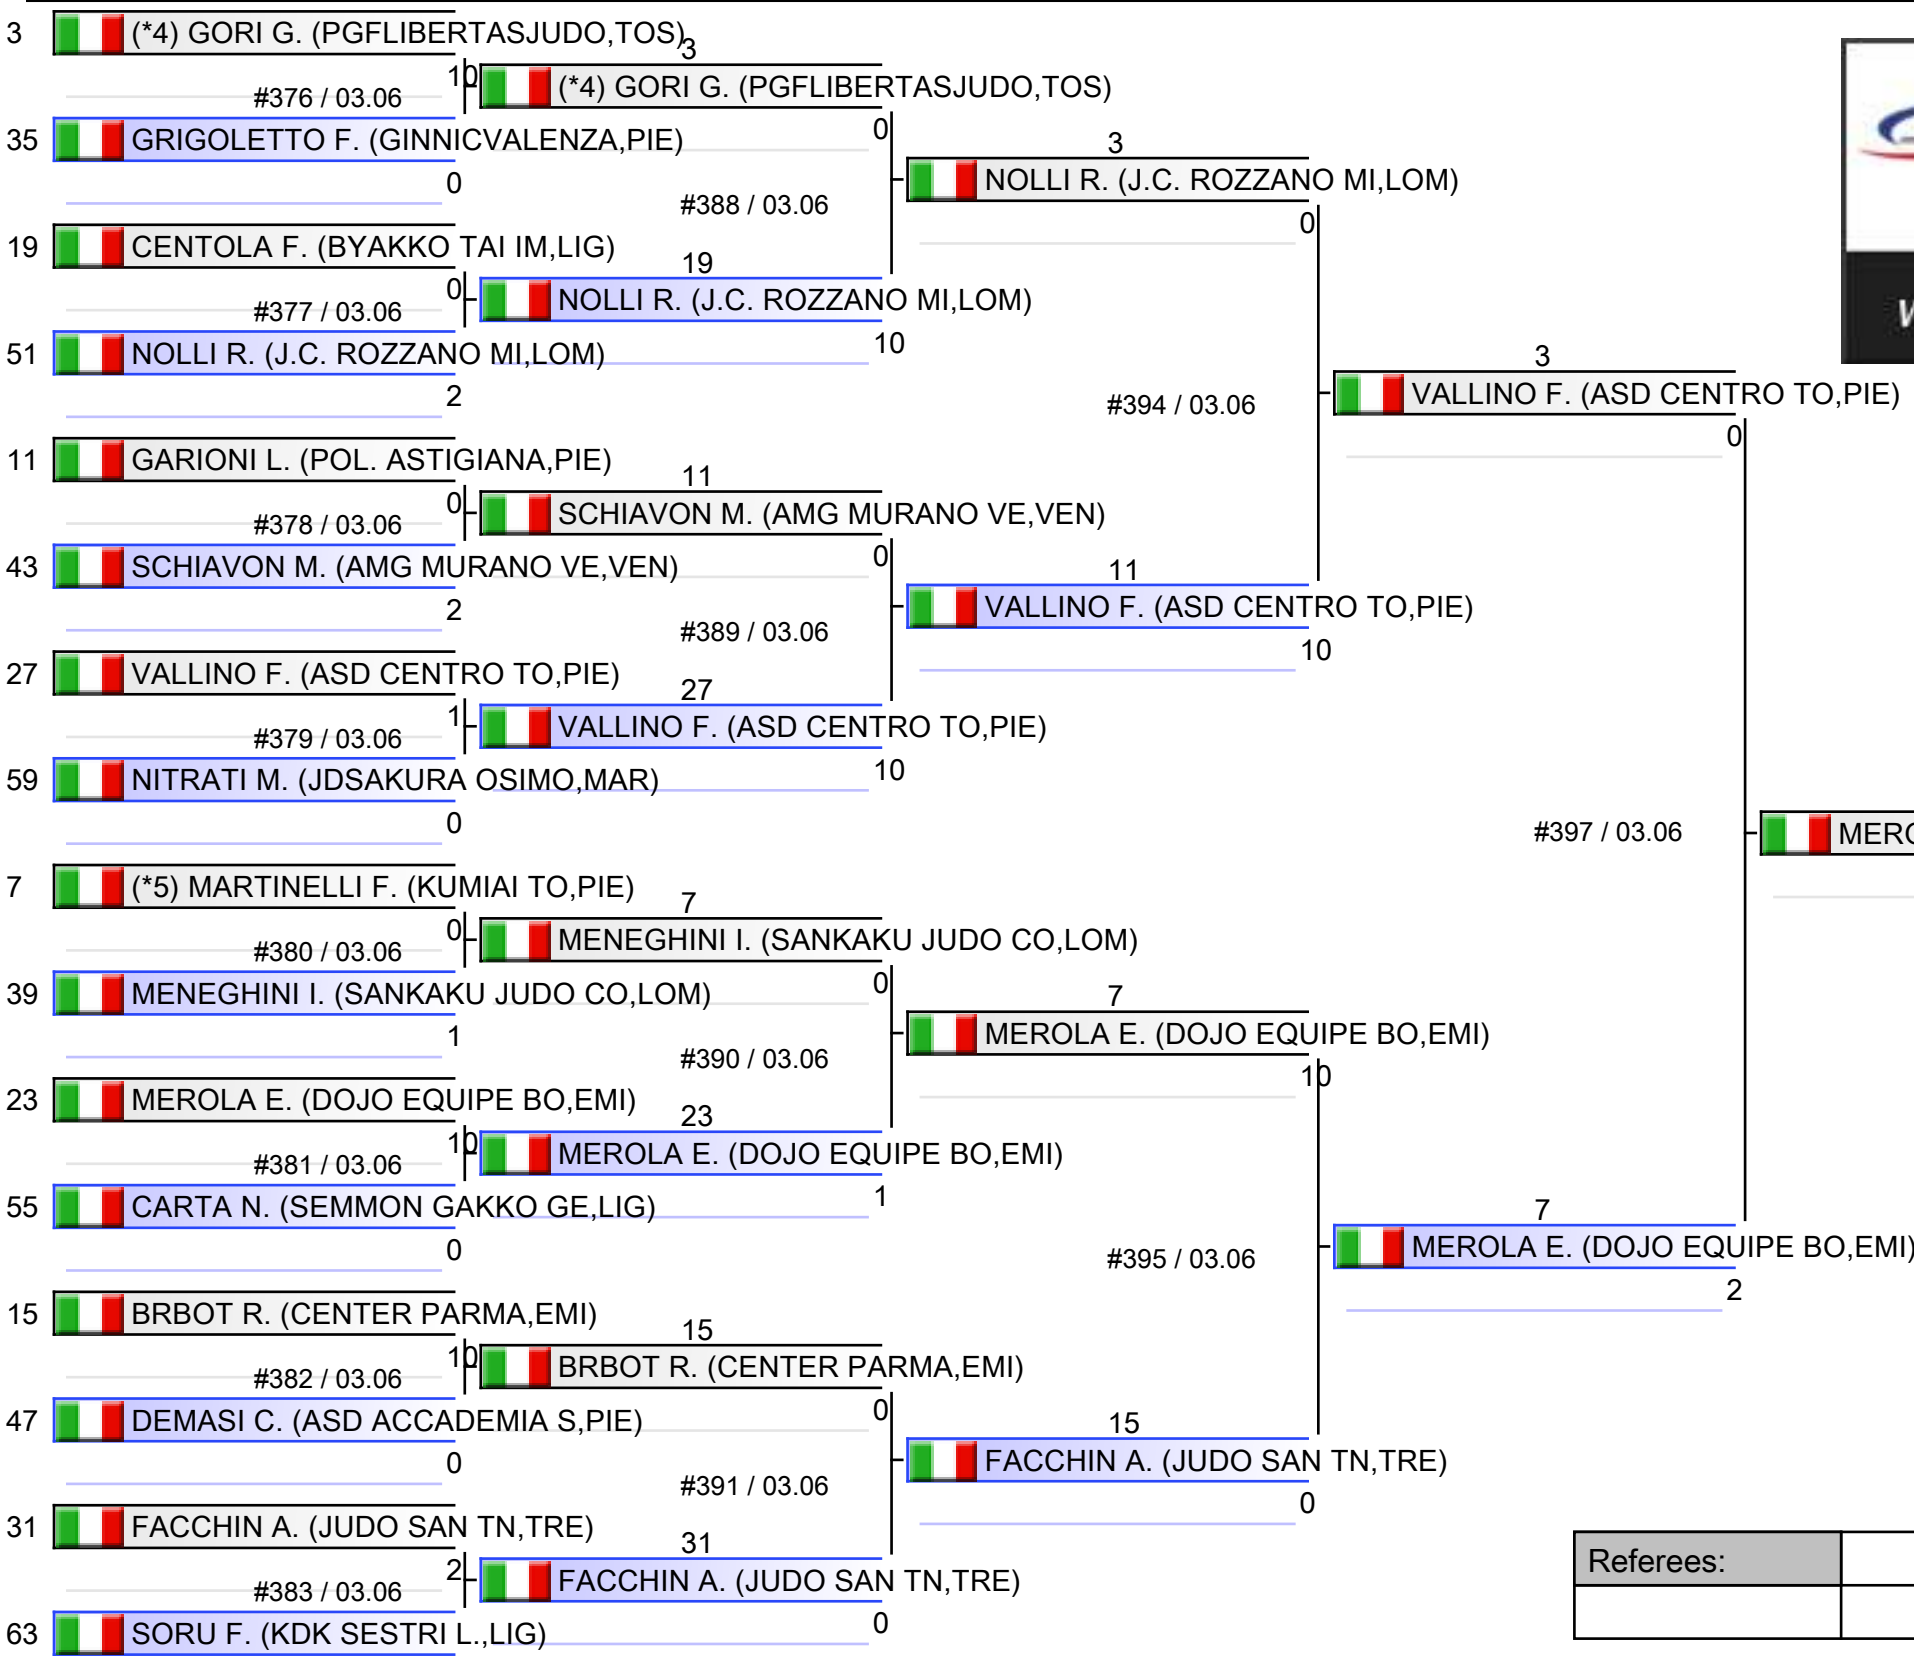 3 (*4) GORI G. (PGFLIBERTASJUDO,TOS)
3
10
(*4) GORI G. (PGFLIBERTASJUDO,TOS)
#376 / 03.06
0
3
35 GRIGOLETTO F. (GINNICVALENZA,PIE)
NOLLI R. (J.C. ROZZANO MI,LOM)
0
#388 / 03.06
0
19 CENTOLA F. (BYAKKO TAI IM,LIG)
19
0
NOLLI R. (J.C. ROZZANO MI,LOM)
#377 / 03.06
10
51 NOLLI R. (J.C. ROZZANO MI,LOM)
3
2
#394 / 03.06
VALLINO F. (ASD CENTRO TO,PIE)
0
11 GARIONI L. (POL. ASTIGIANA,PIE)
11
0
SCHIAVON M. (AMG MURANO VE,VEN)
#378 / 03.06
0
43 SCHIAVON M. (AMG MURANO VE,VEN)
11
2
VALLINO F. (ASD CENTRO TO,PIE)
#389 / 03.06
10
27 VALLINO F. (ASD CENTRO TO,PIE)
27
1
VALLINO F. (ASD CENTRO TO,PIE)
#379 / 03.06
10
59 NITRATI M. (JDSAKURA OSIMO,MAR)
0
#397 / 03.06
7 (*5) MARTINELLI F. (KUMIAI TO,PIE)
7
0
MENEGHINI I. (SANKAKU JUDO CO,LOM)
#380 / 03.06
0
39 MENEGHINI I. (SANKAKU JUDO CO,LOM)
7
1
MEROLA E. (DOJO EQUIPE BO,EMI)
#390 / 03.06
10
23 MEROLA E. (DOJO EQUIPE BO,EMI)
23
10
MEROLA E. (DOJO EQUIPE BO,EMI)
#381 / 03.06
1
55 CARTA N. (SEMMON GAKKO GE,LIG)
7
0
#395 / 03.06
MEROLA E. (DOJO EQUIPE BO,EMI)
2
15 BRBOT R. (CENTER PARMA,EMI)
15
10
BRBOT R. (CENTER PARMA,EMI)
#382 / 03.06
0
47 DEMASI C. (ASD ACCADEMIA S,PIE)
15
0
FACCHIN A. (JUDO SAN TN,TRE)
#391 / 03.06
0
31 FACCHIN A. (JUDO SAN TN,TRE)
31
2
FACCHIN A. (JUDO SAN TN,TRE)
#383 / 03.06
0
63 SORU F. (KDK SESTRI L.,LIG)
Referees: